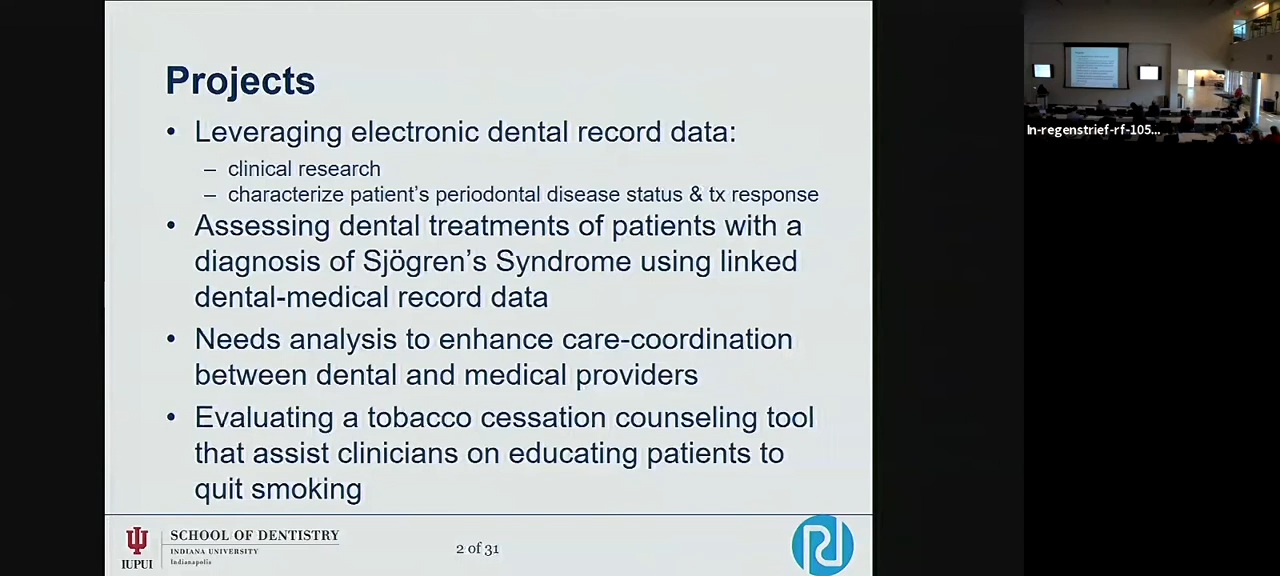 Projects
• Leveraging electronic dental record data:
– clinical research
– characterize patient's periodontal disease status & tx response
• Assessing dental treatments of patients with a
diagnosis of Sjögren's Syndrome using linked
dental-medical record data
• Needs analysis to enhance care-coordination
between dental and medical providers
• Evaluating a tobacco cessation counseling tool
that assist clinicians on educating patients to
quit smoking
IUPUI
SCHOOL OF DENTISTRY
INDIANA UNIVERSITY
Indianapolis
2 of 31
In-regenstrief-rf-105...